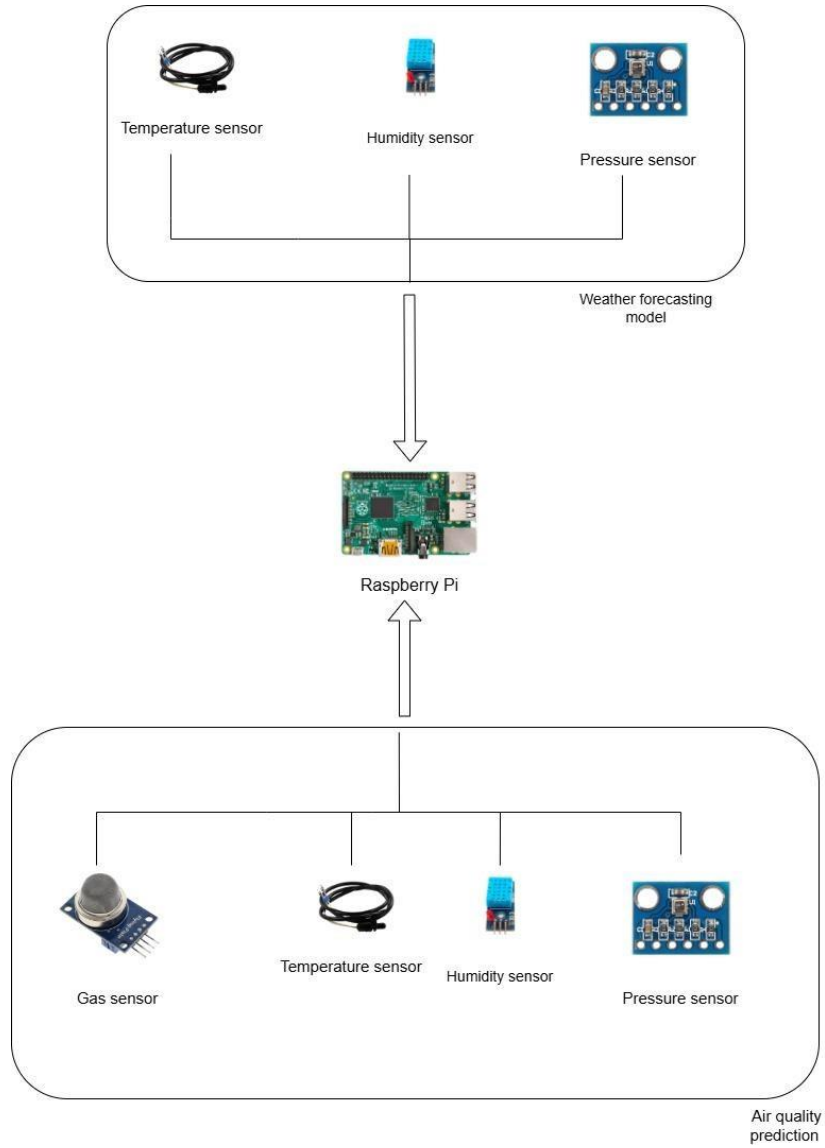 Temperature sensor
Humidity sensor
Pressure sensor
Weather forecasting
model
Raspberry Pi
Gas sensor
Temperature sensor
Humidity sensor
Pressure sensor
Air quality
prediction